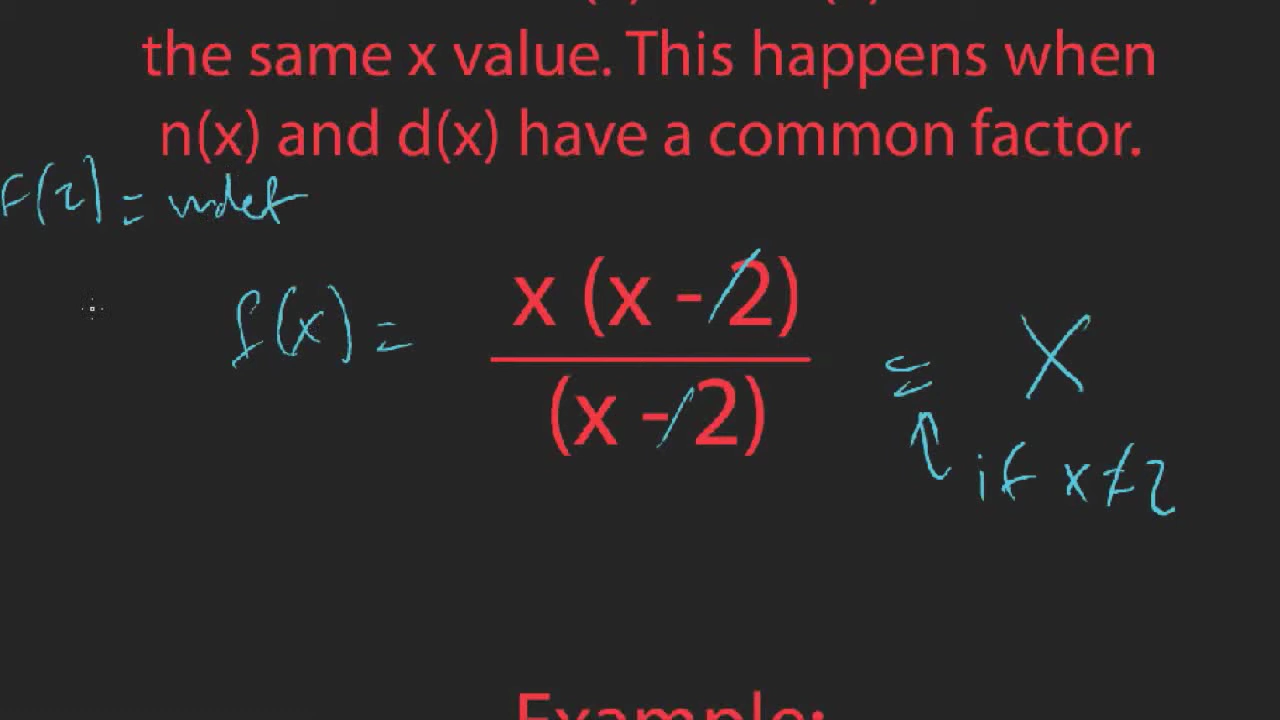 the same x value. This happens when
n(x) and d(x) have a common factor.
F(2) = undef
f(x) = x (x - 2) / (x - 2) = X
if x ≠ 2
Example: